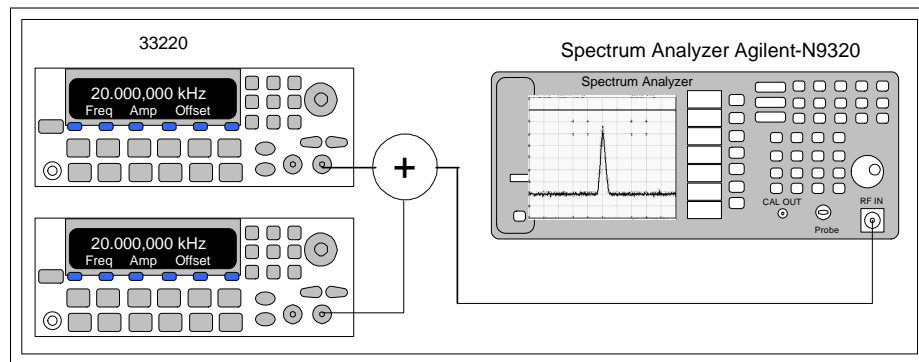 33220
20.000,000 kHz
Freq Amp Offset
20.000,000 kHz
Freq Amp Offset
+
Spectrum Analyzer Agilent-N9320
Spectrum Analyzer
CAL OUT
Probe
RF IN